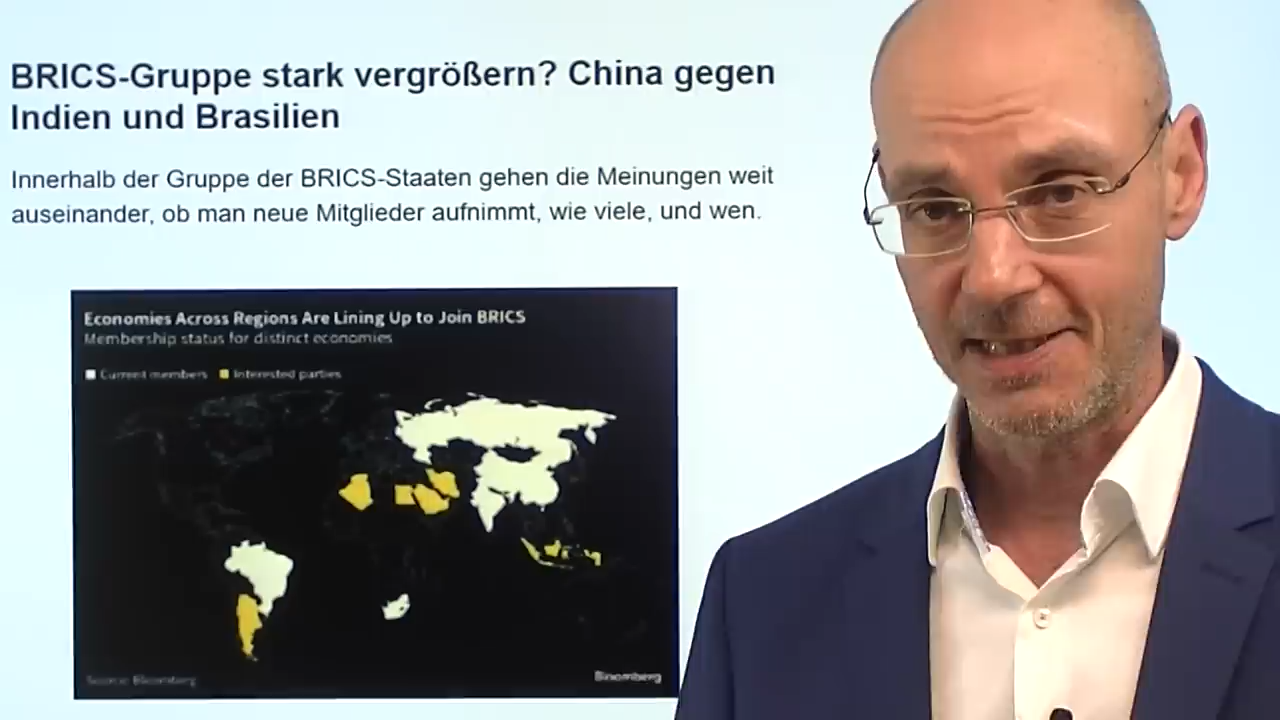 BRICS-Gruppe stark vergrößern? China gegen
Indien und Brasilien
Innerhalb der Gruppe der BRICS-Staaten gehen die Meinungen weit
auseinander, ob man neue Mitglieder aufnimmt, wie viele, und wen.
Economies Across Regions Are Lining Up to Join BRICS
Membership status for distinct economies
Current members Interested parties
Source: Bloomberg
Bloomberg